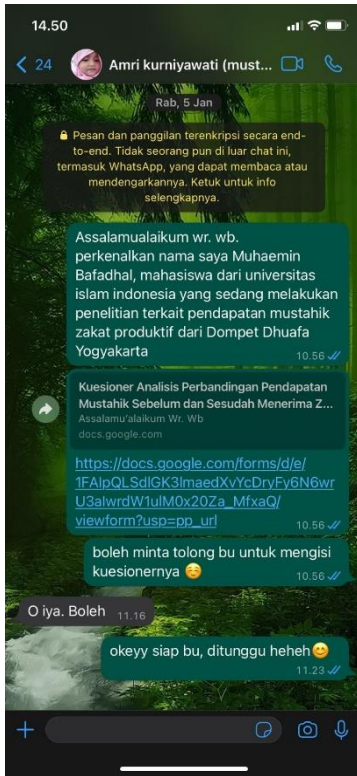 14.50
24
Amri kurniyawati (must...
Rab, 5 Jan
Pesan dan panggilan terenkripsi secara end-
to-end. Tidak seorang pun di luar chat ini,
termasuk WhatsApp, yang dapat membaca atau
mendengarkannya. Ketuk untuk info
selengkapnya.
Assalamualaikum wr. wb.
perkenalkan nama saya Muhaemin
Bafadhal, mahasiswa dari universitas
islam indonesia yang sedang melakukan
penelitian terkait pendapatan mustahik
zakat produktif dari Dompet Dhuafa
Yogyakarta
10.56
Kuesioner Analisis Perbandingan Pendapatan
Mustahik Sebelum dan Sesudah Menerima Z...
Assalamu'alaikum Wr. Wb
docs.google.com
https://docs.google.com/forms/d/e/
1FAIpQLSdlGK3lmaedXvYcDryFy6N6wr
U3alwrdW1ulM0x20Za_MfxaQ/
viewform?usp=pp_url
10.56
boleh minta tolong bu untuk mengisi
kuesionernya ☺️
10.56
O iya. Boleh 11.16
okeyy siap bu, ditunggu heheh😊
11.23